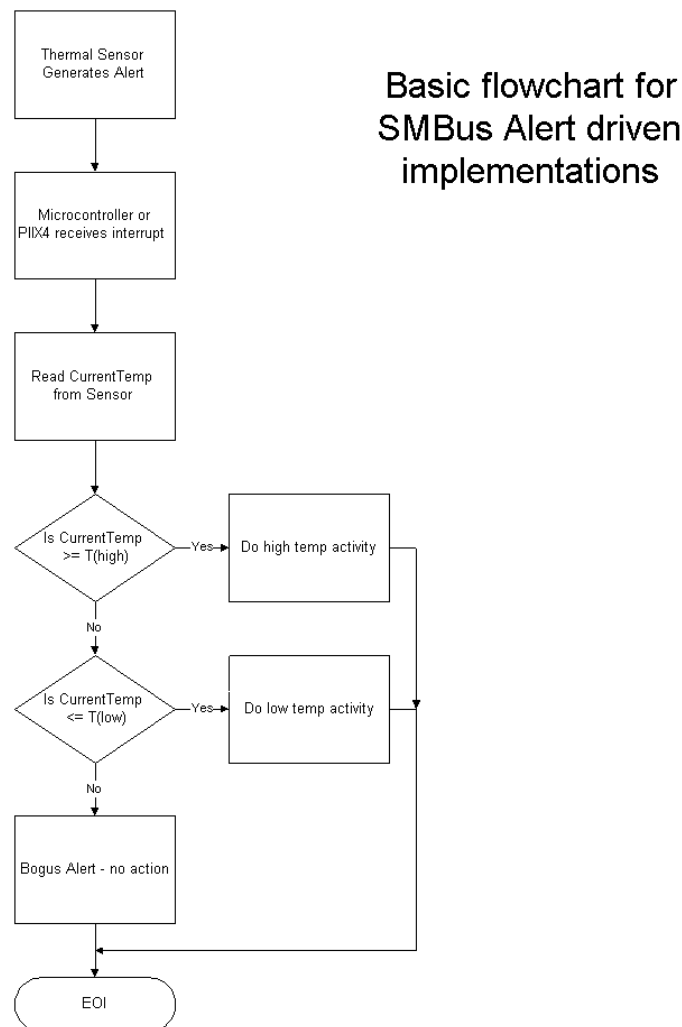 Thermal Sensor
Generates Alert
Basic flowchart for
SMBus Alert driven
implementations
Microcontroller or
PIIX4 receives interrupt
Read CurrentTemp
from Sensor
Is CurrentTemp
>= T(high)
Yes
Do high temp activity
No
Is CurrentTemp
<= T(low)
Yes
Do low temp activity
No
Bogus Alert - no action
EOI